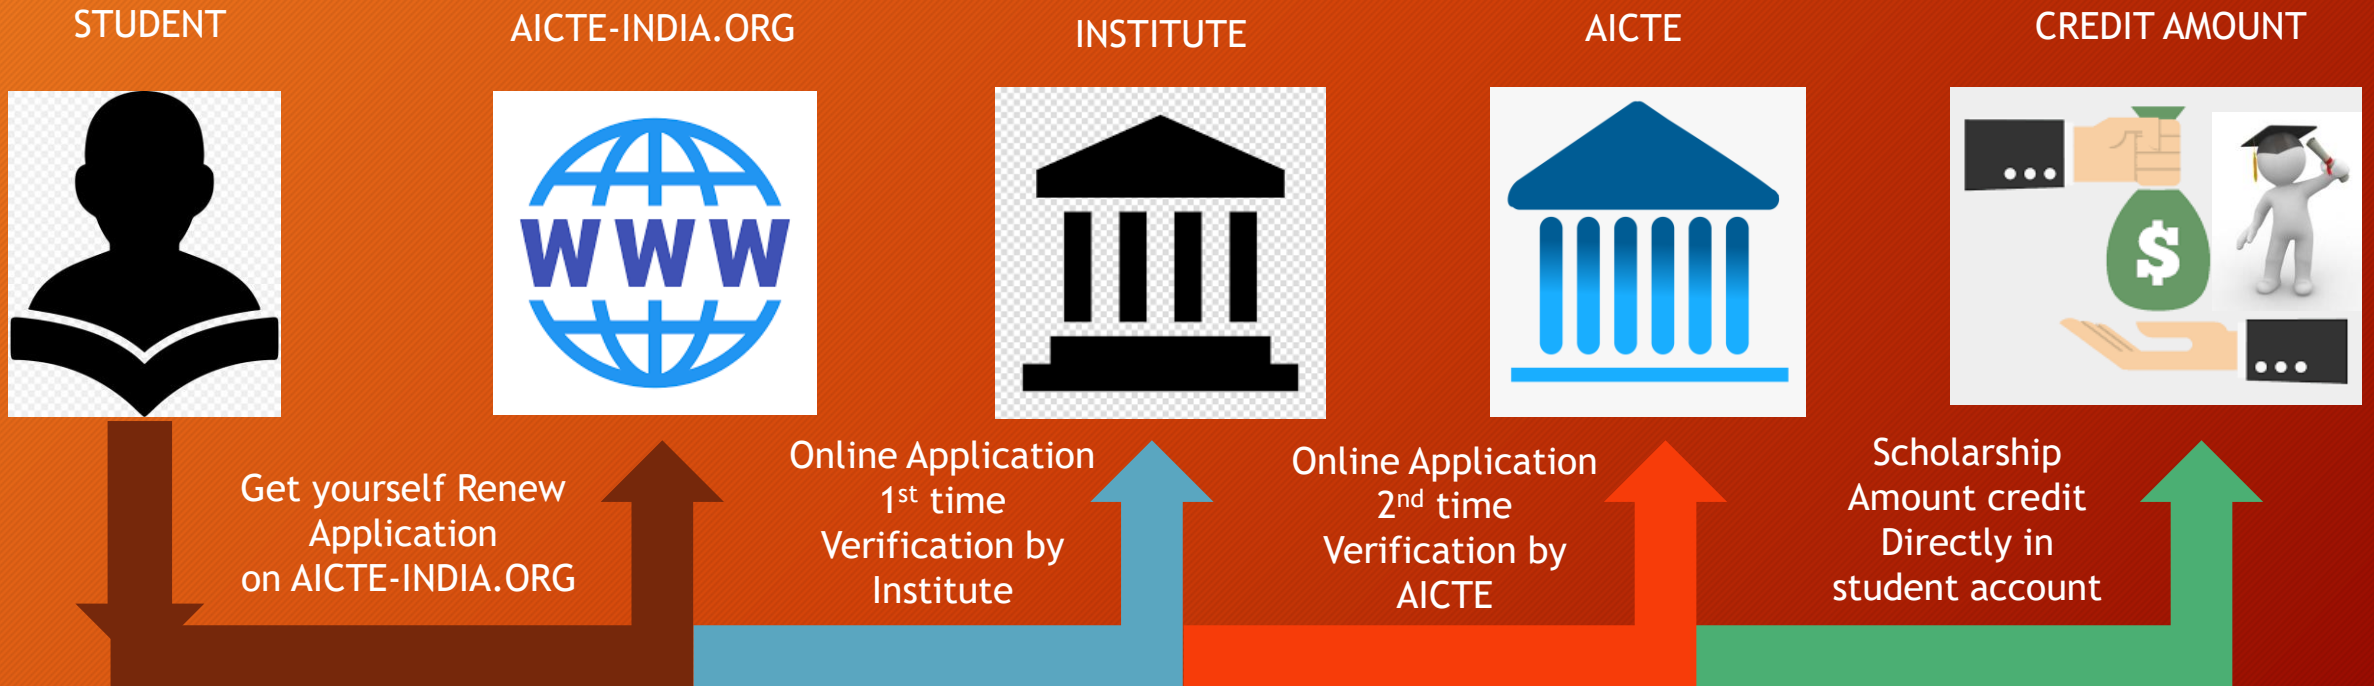 STUDENT
AICTE-INDIA.ORG
INSTITUTE
AICTE
CREDIT AMOUNT
WWW
$
Get yourself Renew
Application
on AICTE-INDIA.ORG
Online Application
1st time
Verification by
Institute
Online Application
2nd time
Verification by
AICTE
Scholarship
Amount credit
Directly in
student account